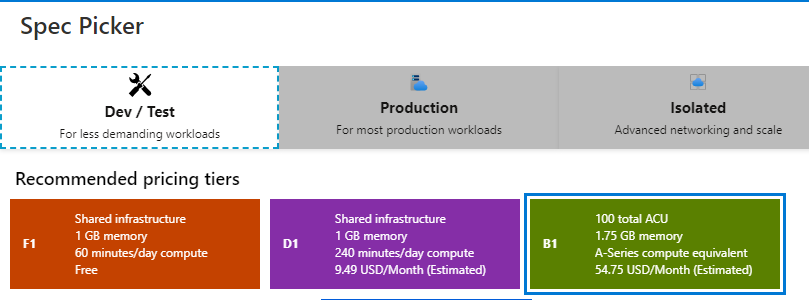 Spec Picker
Dev / Test
For less demanding workloads
Production
For most production workloads
Isolated
Advanced networking and scale
Recommended pricing tiers
F1
Shared infrastructure
1 GB memory
60 minutes/day compute
Free
D1
Shared infrastructure
1 GB memory
240 minutes/day compute
9.49 USD/Month (Estimated)
B1
100 total ACU
1.75 GB memory
A-Series compute equivalent
54.75 USD/Month (Estimated)